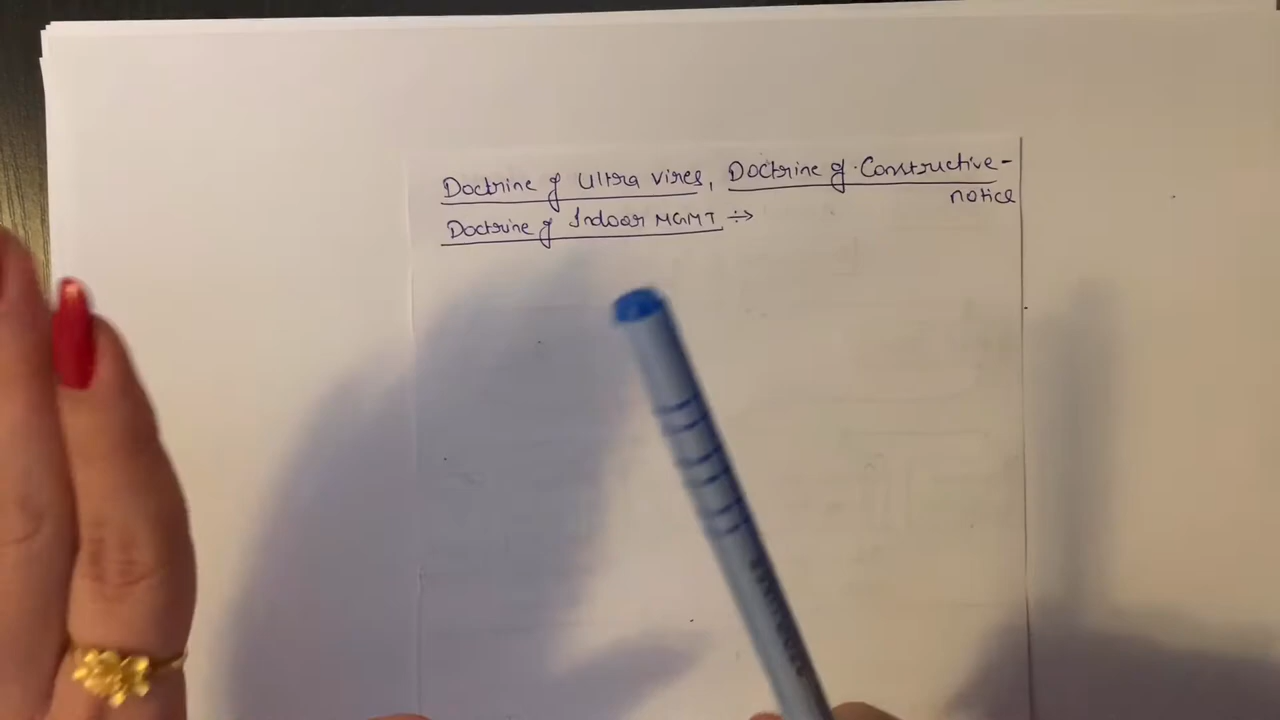 Doctrine of Ultra vires, Doctrine of Constructive-
notice
Doctrine of Indoor MGMT ⇒